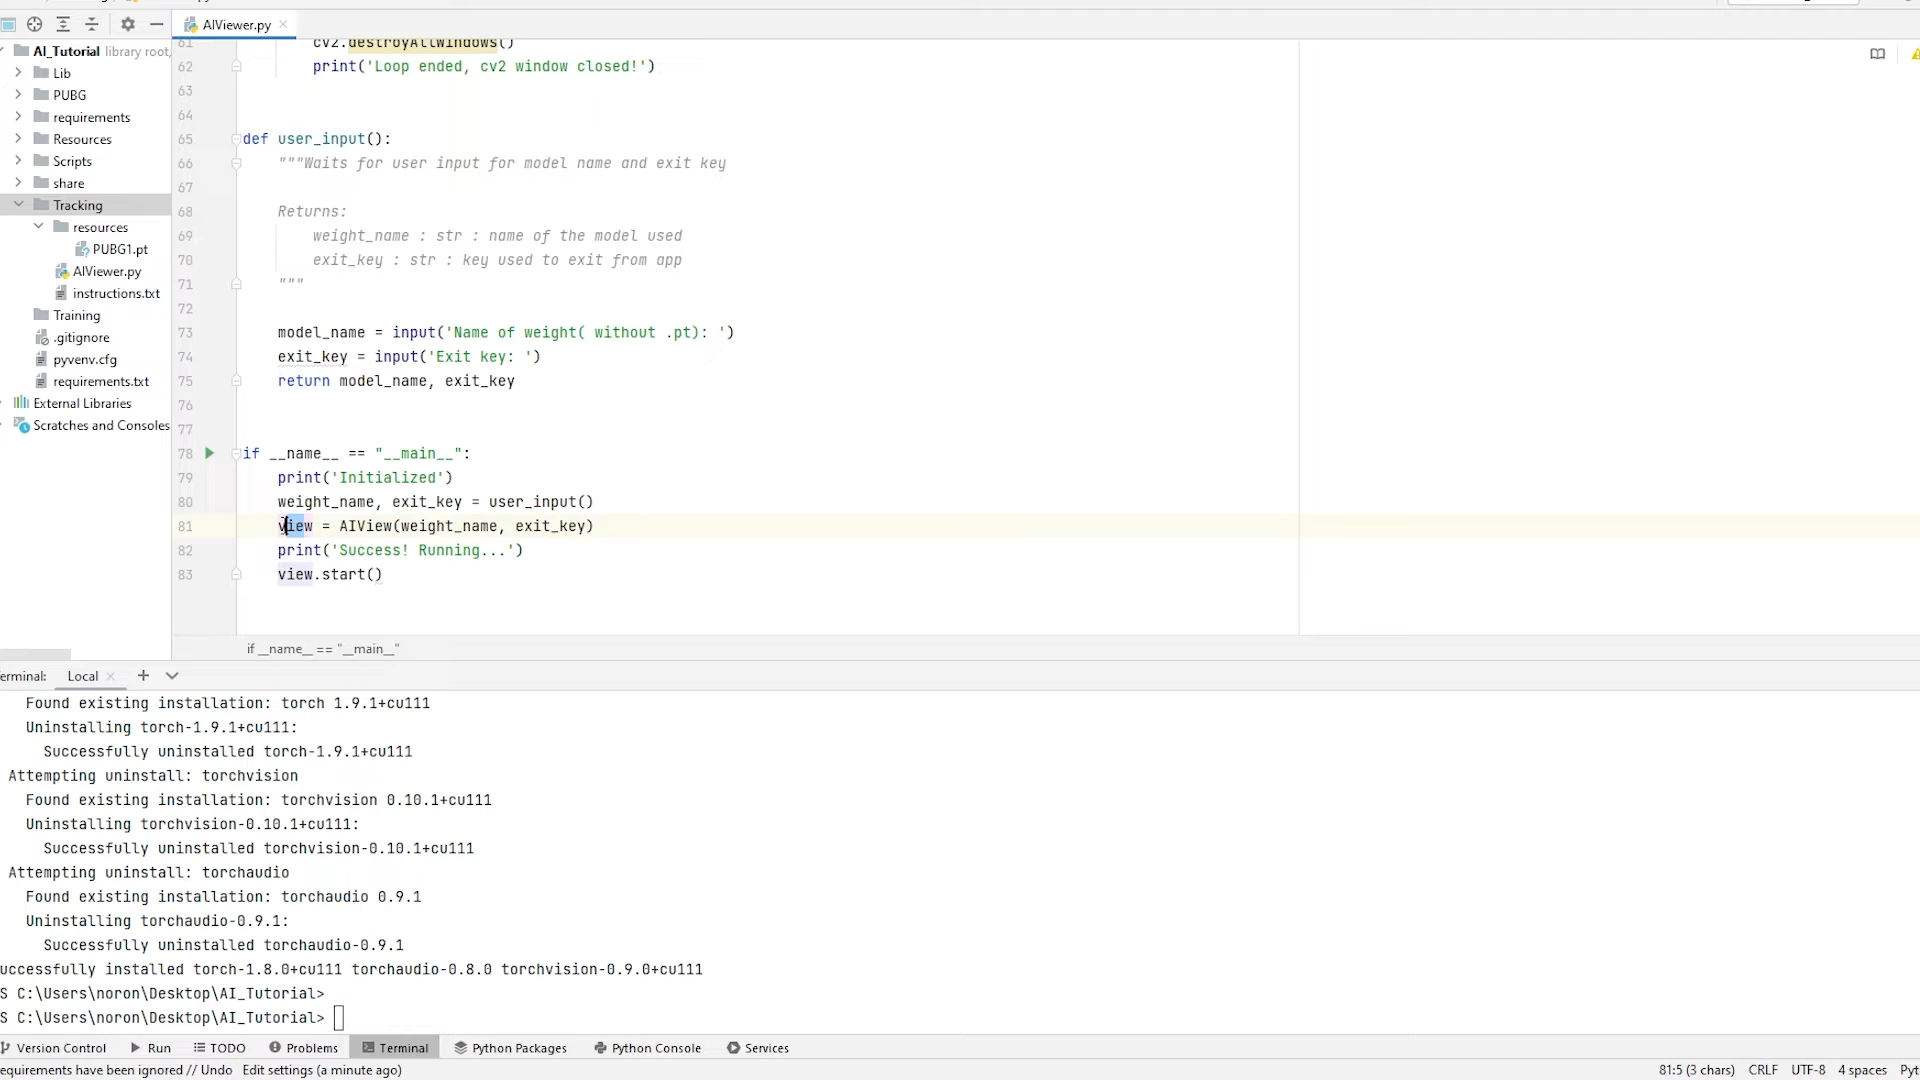 AIViewer.py
AI_Tutorial library root,
Lib
PUBG
requirements
Resources
Scripts
share
Tracking
resources
PUBG1.pt
AIViewer.py
instructions.txt
Training
.gitignore
pyvenv.cfg
requirements.txt
External Libraries
Scratches and Consoles
61 cv2.destroyAllWindows()
62 print('Loop ended, cv2 window closed!')
63
64
65 def user_input():
66 """Waits for user input for model name and exit key
67
68 Returns:
69 weight_name : str : name of the model used
70 exit_key : str : key used to exit from app
71 """
72
73 model_name = input('Name of weight( without .pt): ')
74 exit_key = input('Exit key: ')
75 return model_name, exit_key
76
77
78 if __name__ == "__main__":
79 print('Initialized')
80 weight_name, exit_key = user_input()
81 view = AIView(weight_name, exit_key)
82 print('Success! Running...')
83 view.start()
if __name__ == "__main__"
erminal: Local
Found existing installation: torch 1.9.1+cu111
Uninstalling torch-1.9.1+cu111:
Successfully uninstalled torch-1.9.1+cu111
Attempting uninstall: torchvision
Found existing installation: torchvision 0.10.1+cu111
Uninstalling torchvision-0.10.1+cu111:
Successfully uninstalled torchvision-0.10.1+cu111
Attempting uninstall: torchaudio
Found existing installation: torchaudio 0.9.1
Uninstalling torchaudio-0.9.1:
Successfully uninstalled torchaudio-0.9.1
uccessfully installed torch-1.8.0+cu111 torchaudio-0.8.0 torchvision-0.9.0+cu111
S C:\Users\noron\Desktop\AI_Tutorial>
S C:\Users\noron\Desktop\AI_Tutorial>
Version Control Run TODO Problems Terminal Python Packages Python Console Services
equirements have been ignored // Undo Edit settings (a minute ago) 81:5 (3 chars) CRLF UTF-8 4 spaces Pyt